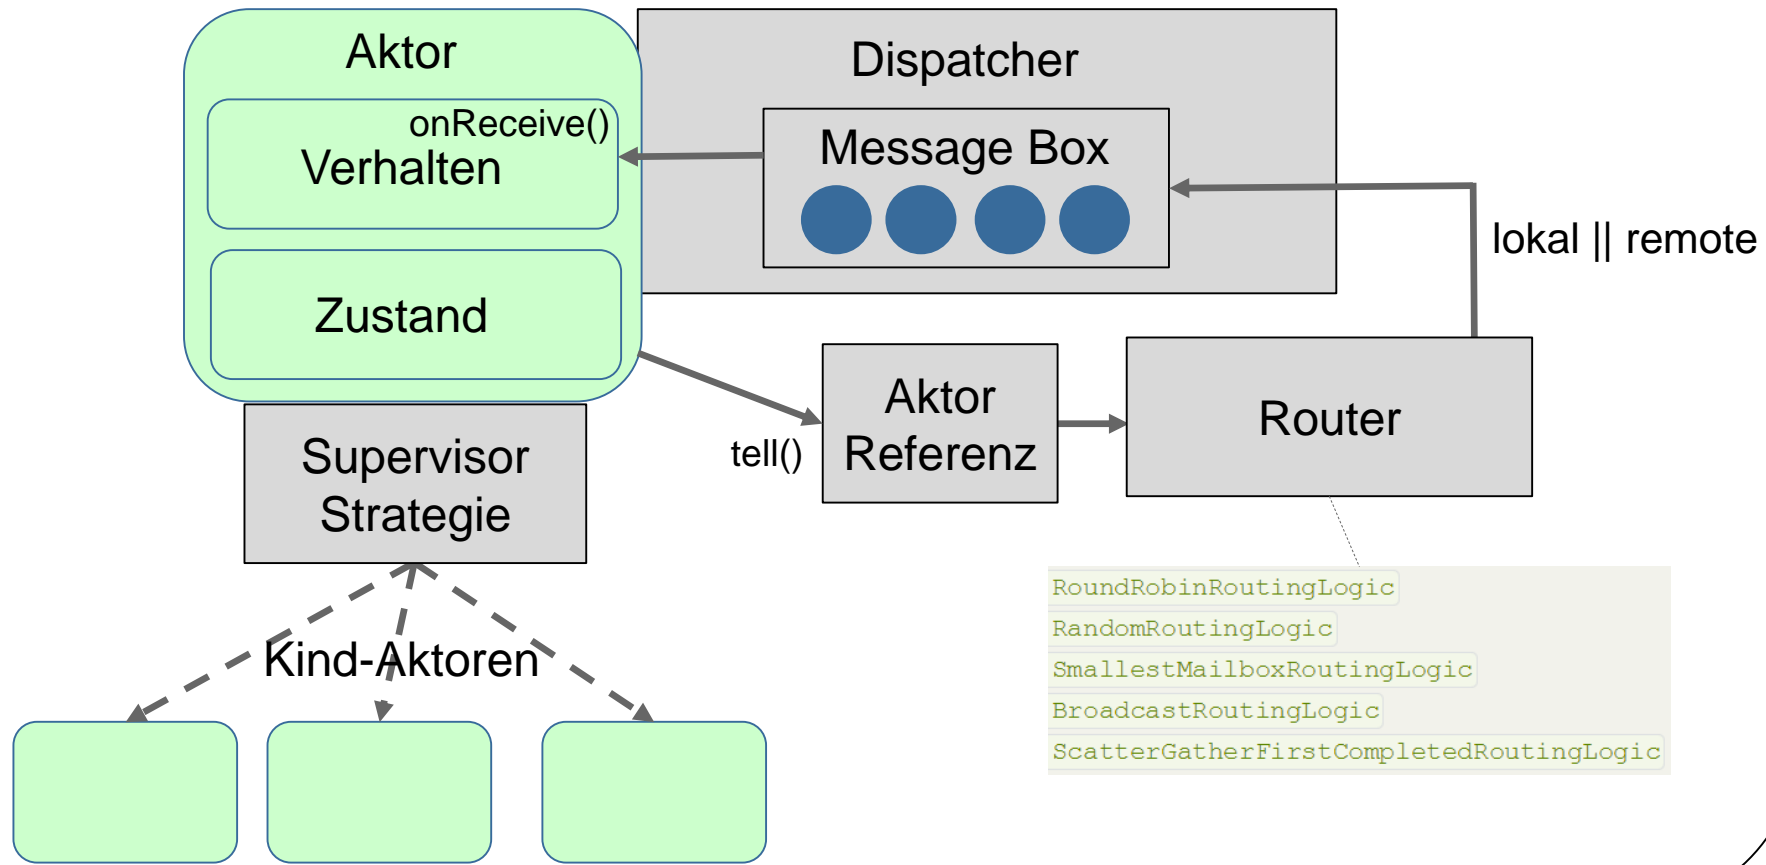 Aktor
Dispatcher
onReceive()
Verhalten
Message Box
lokal || remote
Zustand
Aktor
Referenz
Router
tell()
Supervisor
Strategie
Kind-Aktoren
RoundRobinRoutingLogic
RandomRoutingLogic
SmallestMailboxRoutingLogic
BroadcastRoutingLogic
ScatterGatherFirstCompletedRoutingLogic